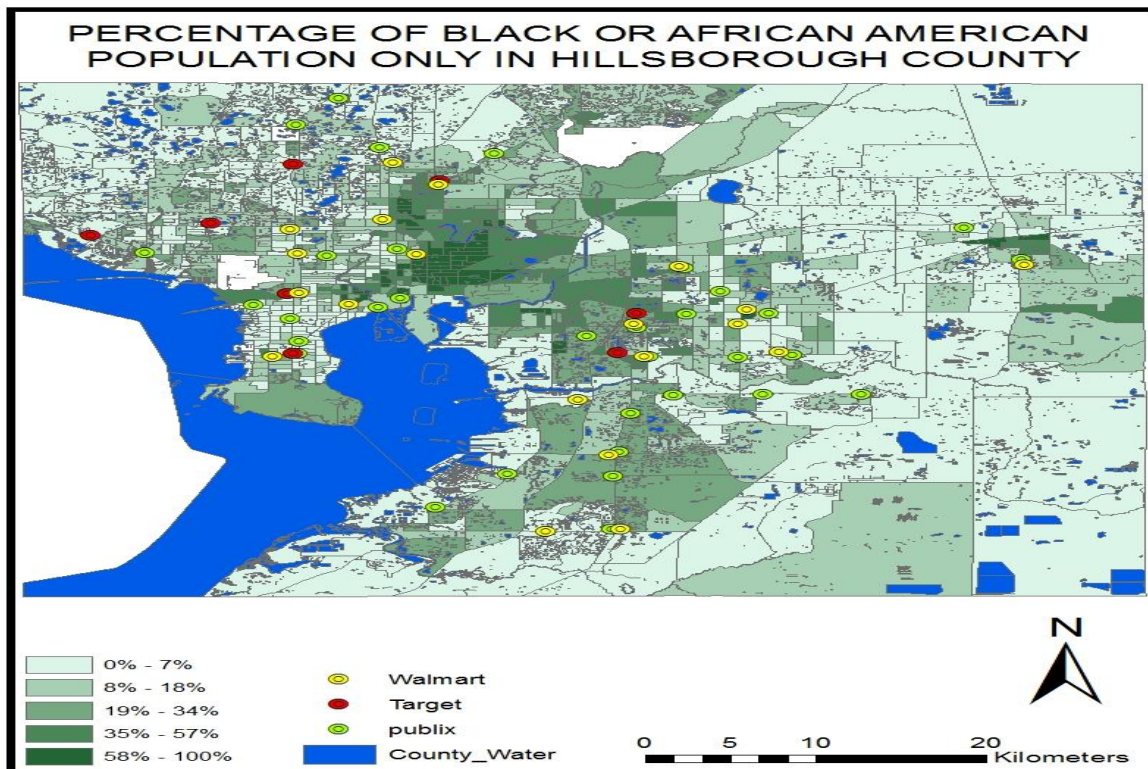 PERCENTAGE OF BLACK OR AFRICAN AMERICAN
POPULATION ONLY IN HILLSBOROUGH COUNTY
0% - 7%
8% - 18%
19% - 34%
35% - 57%
58% - 100%
Walmart
Target
publix
County_Water
N
0 5 10 20
Kilometers